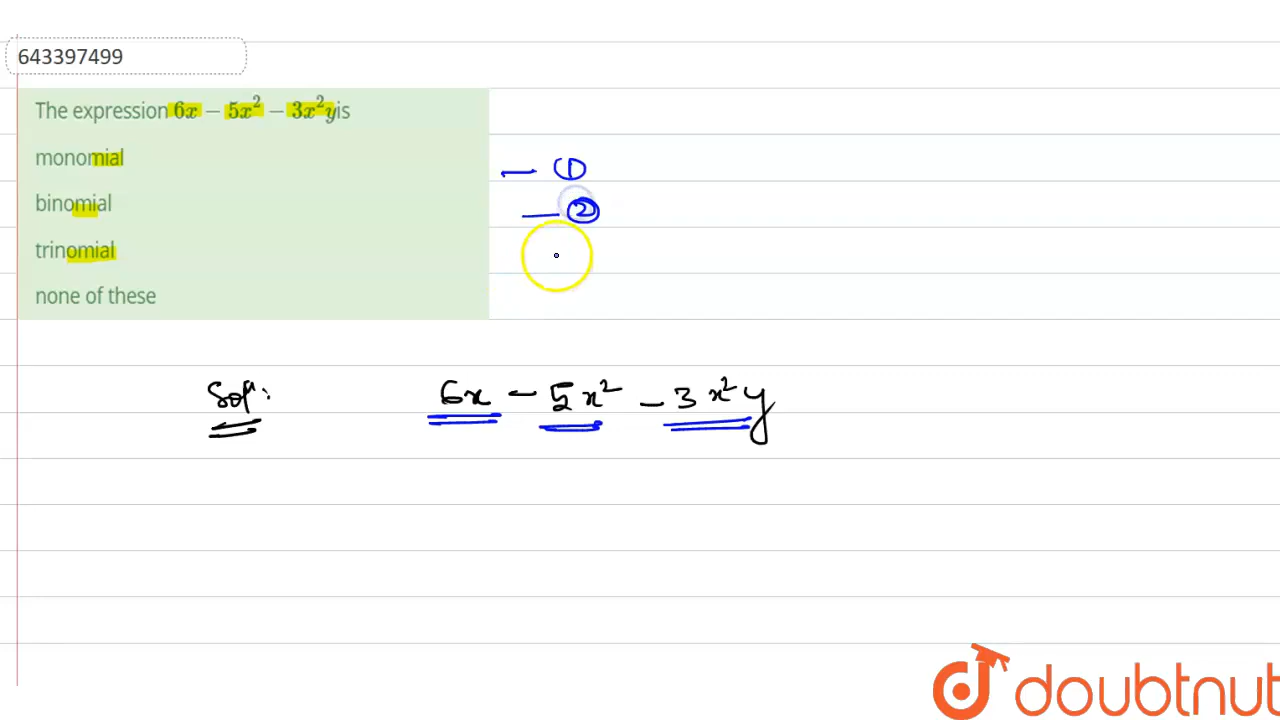 643397499
The expression 6x − 5x² − 3x²y is
monomial
— ①
binomial
— ②
trinomial
none of these
Sol:
6x − 5x² − 3x²y
doubtnut